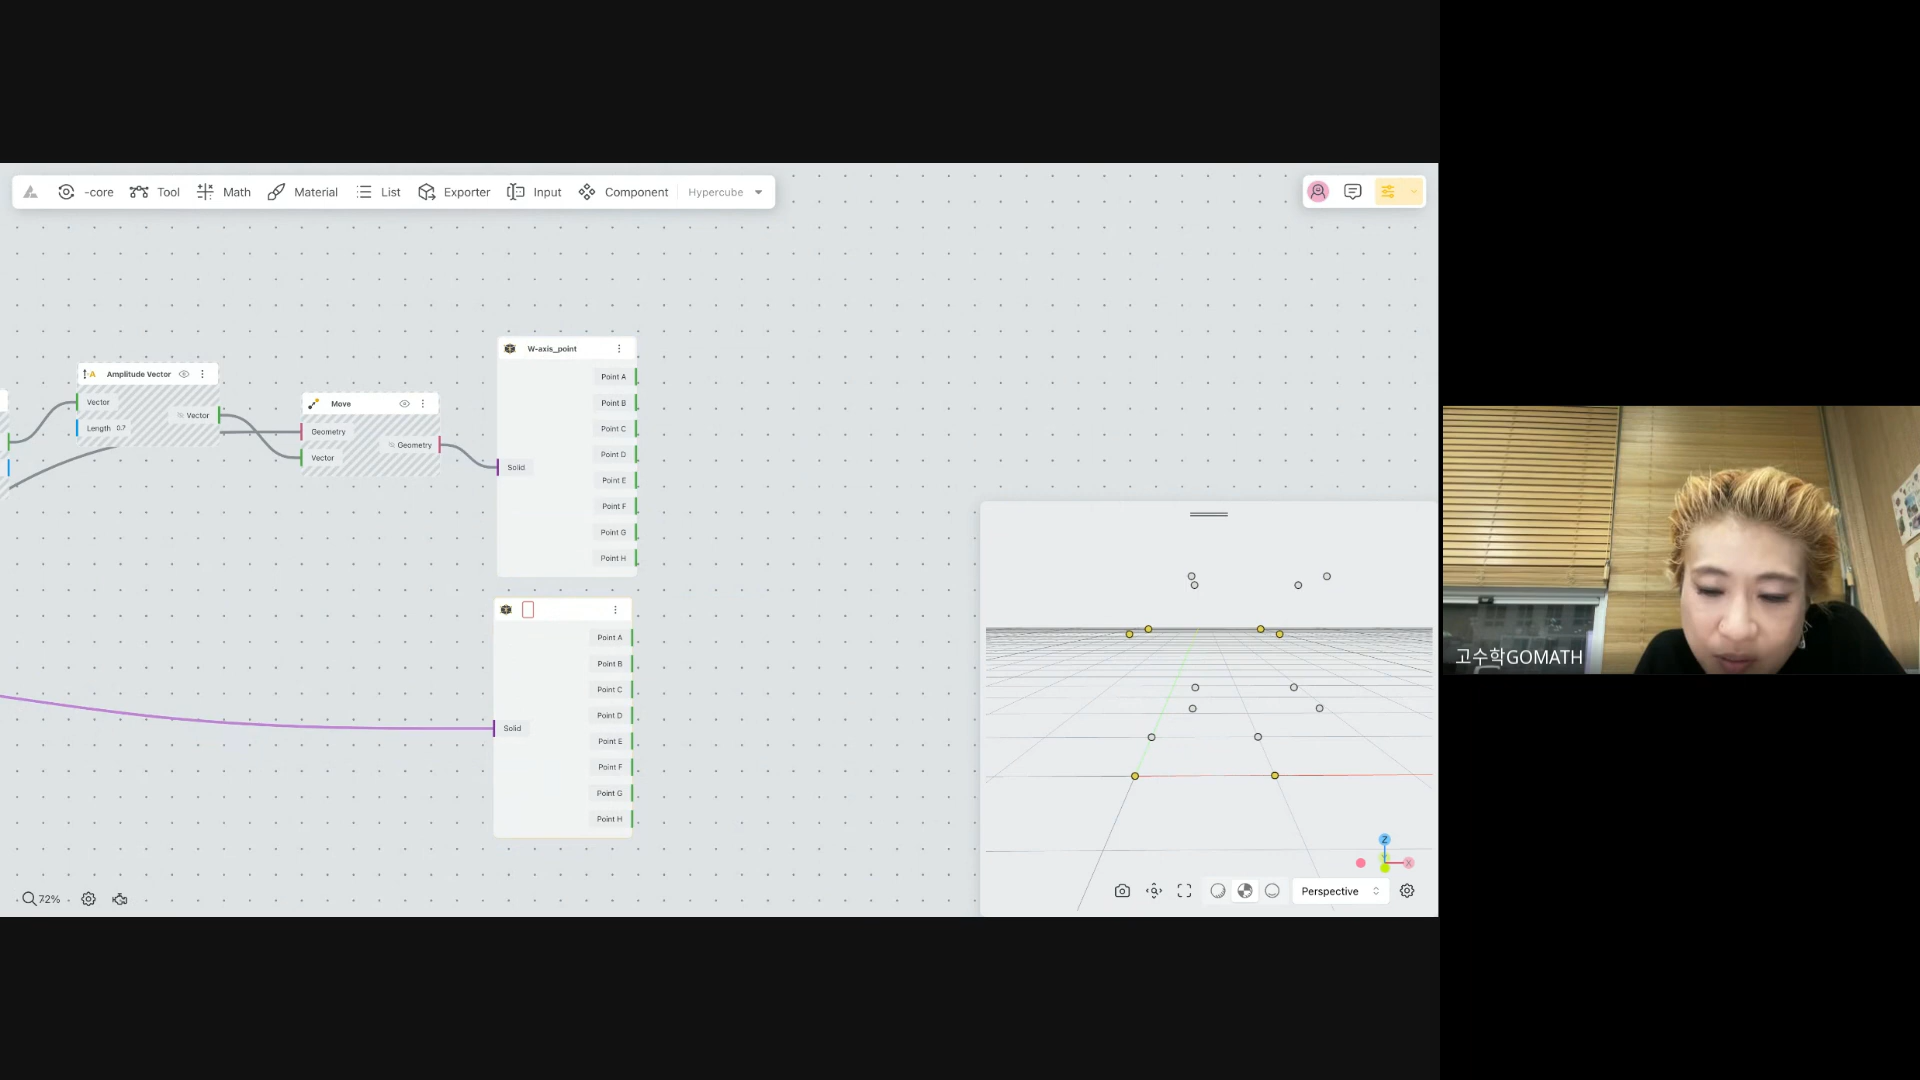 -core Tool Math Material List Exporter Input Component Hypercube
W-axis_point
Point A
Point B
Point C
Point D
Point E
Point F
Point G
Point H
Solid
Amplitude Vector
Vector
Vector
Length 0.7
Move
Geometry
Geometry
Vector
Point A
Point B
Point C
Point D
Point E
Point F
Point G
Point H
Solid
72%
Z
X
Perspective
고수학GOMATH